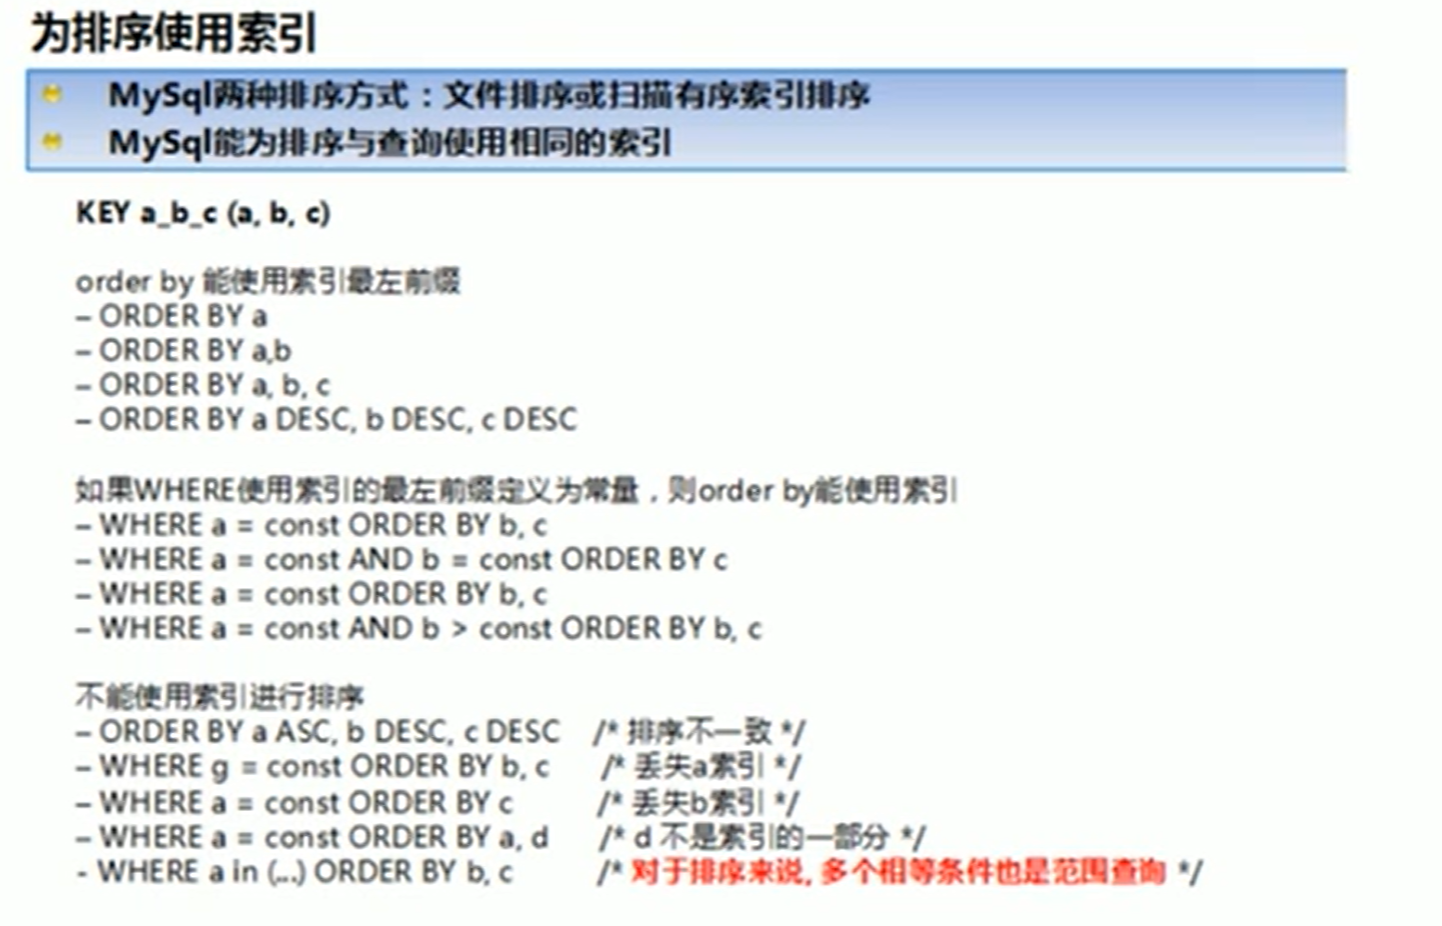 为排序使用索引
MySql两种排序方式：文件排序或扫描有序索引排序
MySql能为排序与查询使用相同的索引
KEY a_b_c (a, b, c)
order by 能使用索引最左前缀
– ORDER BY a
– ORDER BY a,b
– ORDER BY a, b, c
– ORDER BY a DESC, b DESC, c DESC
如果WHERE使用索引的最左前缀定义为常量，则order by能使用索引
– WHERE a = const ORDER BY b, c
– WHERE a = const AND b = const ORDER BY c
– WHERE a = const ORDER BY b, c
– WHERE a = const AND b > const ORDER BY b, c
不能使用索引进行排序
– ORDER BY a ASC, b DESC, c DESC /* 排序不一致 */
– WHERE g = const ORDER BY b, c /* 丢失a索引 */
– WHERE a = const ORDER BY c /* 丢失b索引 */
– WHERE a = const ORDER BY a, d /* d 不是索引的一部分 */
- WHERE a in (...) ORDER BY b, c /* 对于排序来说, 多个相等条件也是范围查询 */